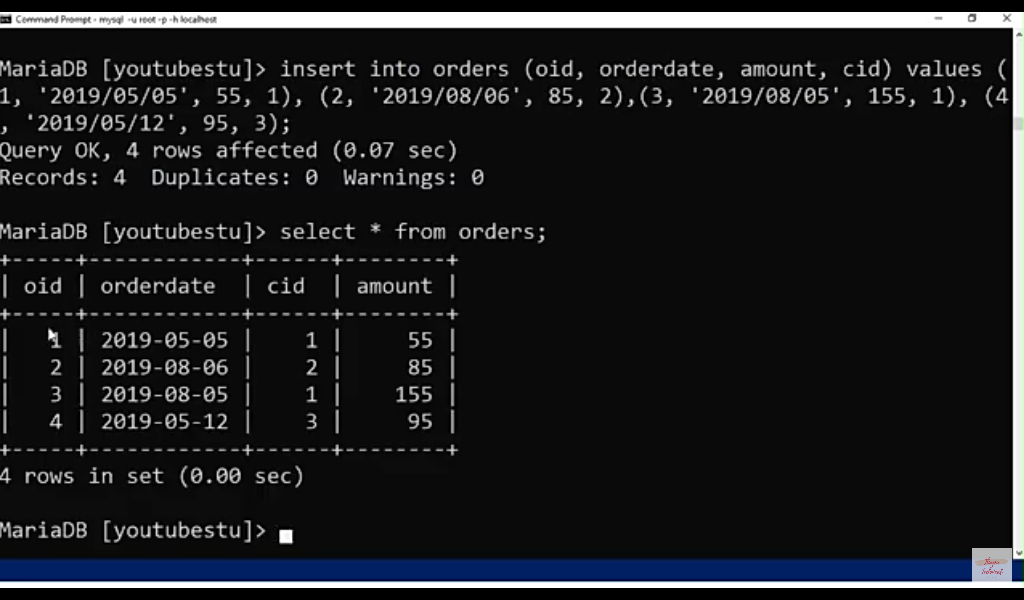 Command Prompt - mysql -u root -p -h localhost
MariaDB [youtubestu]> insert into orders (oid, orderdate, amount, cid) values (
1, '2019/05/05', 55, 1), (2, '2019/08/06', 85, 2),(3, '2019/08/05', 155, 1), (4
, '2019/05/12', 95, 3);
Query OK, 4 rows affected (0.07 sec)
Records: 4  Duplicates: 0  Warnings: 0
MariaDB [youtubestu]> select * from orders;
+-----+------------+------+--------+
| oid | orderdate  | cid  | amount |
+-----+------------+------+--------+
|   1 | 2019-05-05 |    1 |     55 |
|   2 | 2019-08-06 |    2 |     85 |
|   3 | 2019-08-05 |    1 |    155 |
|   4 | 2019-05-12 |    3 |     95 |
+-----+------------+------+--------+
4 rows in set (0.00 sec)
MariaDB [youtubestu]>